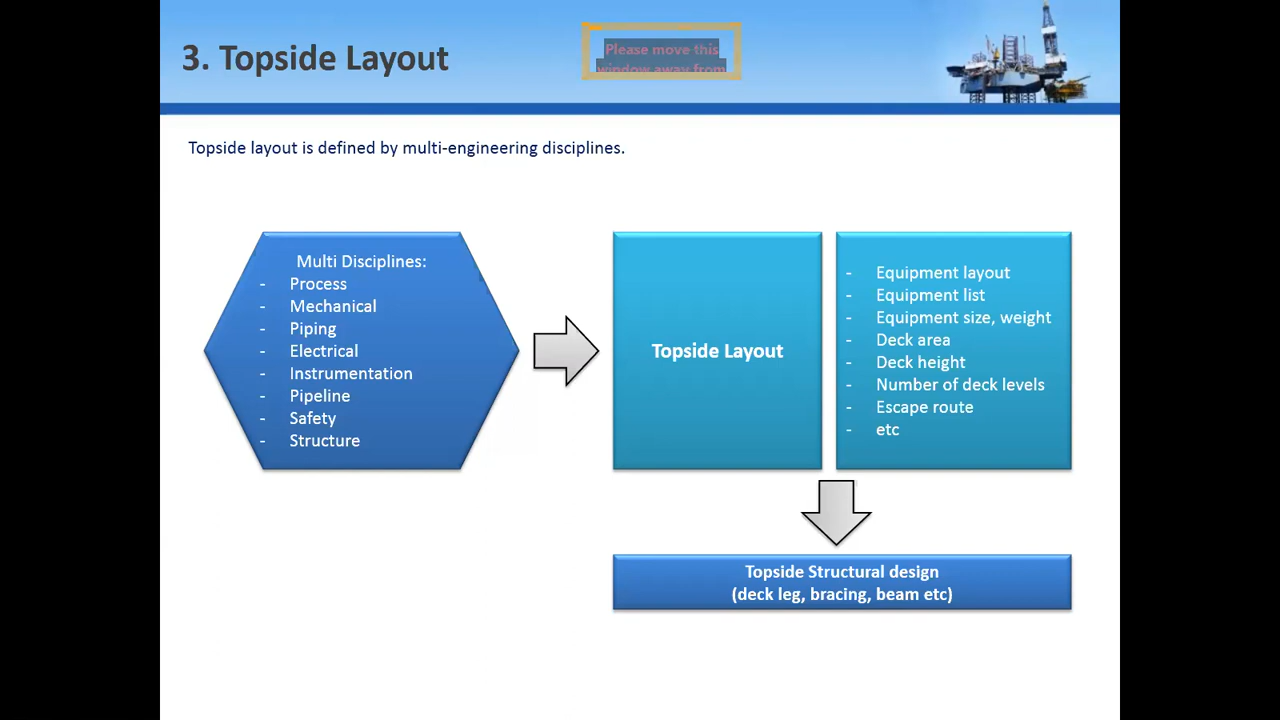 3. Topside Layout
Please move this
window away from
Topside layout is defined by multi-engineering disciplines.
Multi Disciplines:
- Process
- Mechanical
- Piping
- Electrical
- Instrumentation
- Pipeline
- Safety
- Structure
Topside Layout
- Equipment layout
- Equipment list
- Equipment size, weight
- Deck area
- Deck height
- Number of deck levels
- Escape route
- etc
Topside Structural design
(deck leg, bracing, beam etc)